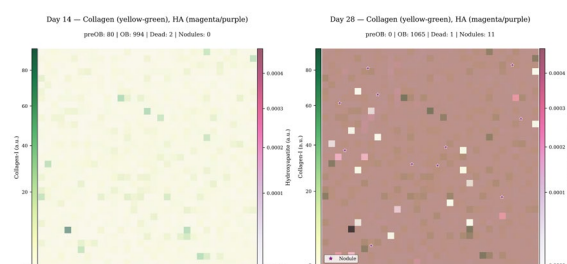 Day 14 — Collagen (yellow-green), HA (magenta/purple)
preOB: 80 | OB: 994 | Dead: 2 | Nodules: 0
80
60
40
20
Collagen-I (a.u.)
0.0004
0.0003
0.0002
0.0001
Hydroxyapatite (a.u.)
Day 28 — Collagen (yellow-green), HA (magenta/purple)
preOB: 0 | OB: 1065 | Dead: 1 | Nodules: 11
80
60
40
20
Collagen-I (a.u.)
0.0004
0.0003
0.0002
0.0001
Nodule